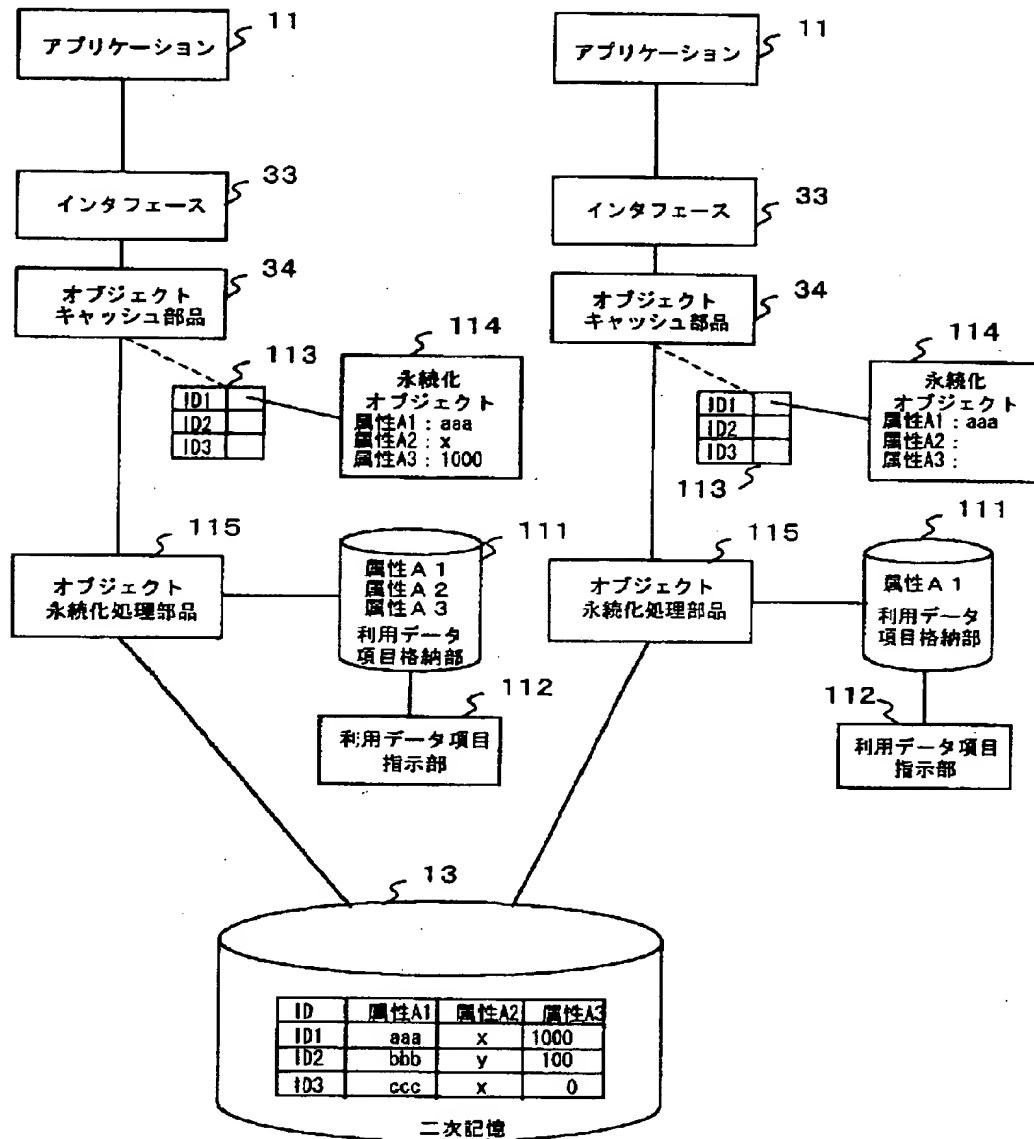 11
アプリケーション
33
インタフェース
34
オブジェクト
キャッシュ部品
113
ID1
ID2
ID3
114
永続化
オブジェクト
属性A1：aaa
属性A2：x
属性A3：1000
115
オブジェクト
永続化処理部品
111
属性A1
属性A2
属性A3
利用データ
項目格納部
112
利用データ項目
指示部
11
アプリケーション
33
インタフェース
34
オブジェクト
キャッシュ部品
ID1
ID2
ID3
113
114
永続化
オブジェクト
属性A1：aaa
属性A2：
属性A3：
115
オブジェクト
永続化処理部品
111
属性A1
利用データ
項目格納部
112
利用データ項目
指示部
13
ID 属性A1 属性A2 属性A3
ID1 aaa x 1000
ID2 bbb y 100
ID3 ccc x 0
二次記憶